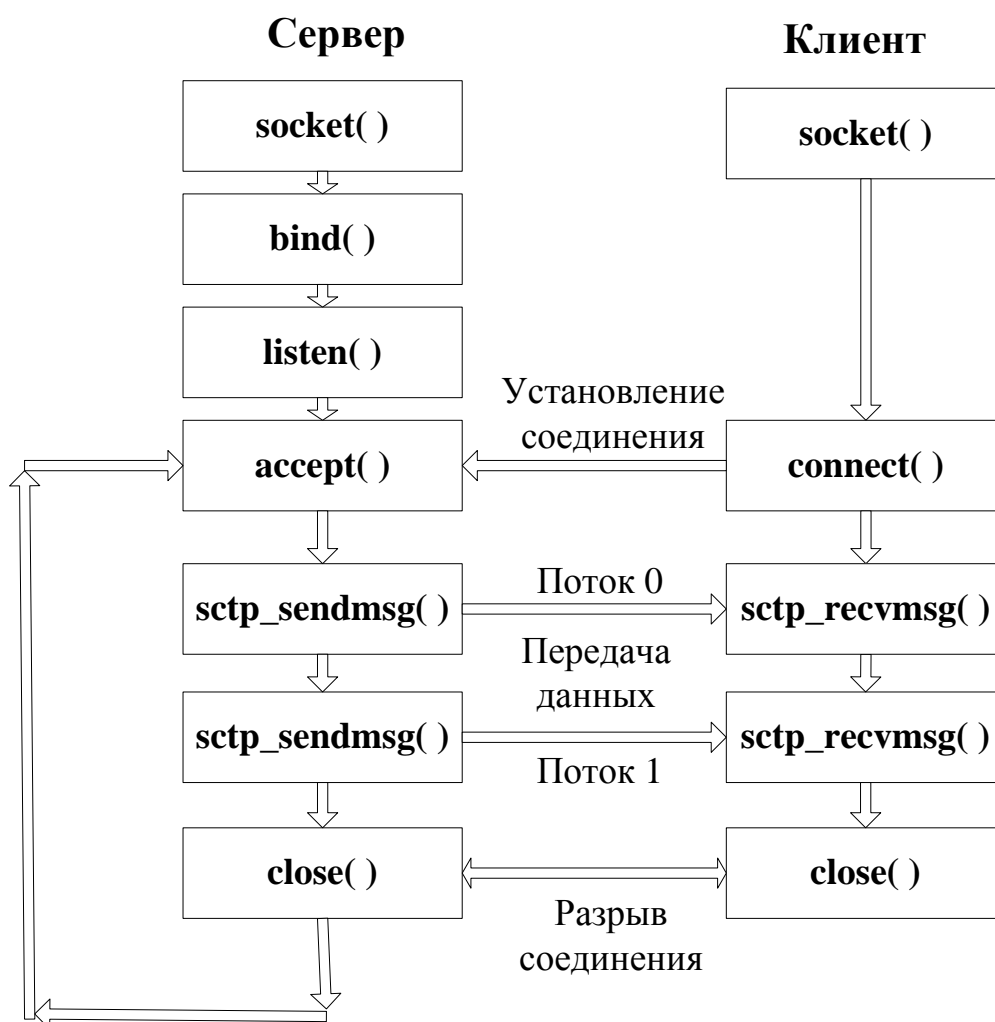 Сервер
Клиент
socket( )
socket( )
bind( )
listen( )
Установление
соединения
accept( )
connect( )
sctp_sendmsg( )
Поток 0
sctp_recvmsg( )
Передача
данных
sctp_sendmsg( )
sctp_recvmsg( )
Поток 1
close( )
close( )
Разрыв
соединения